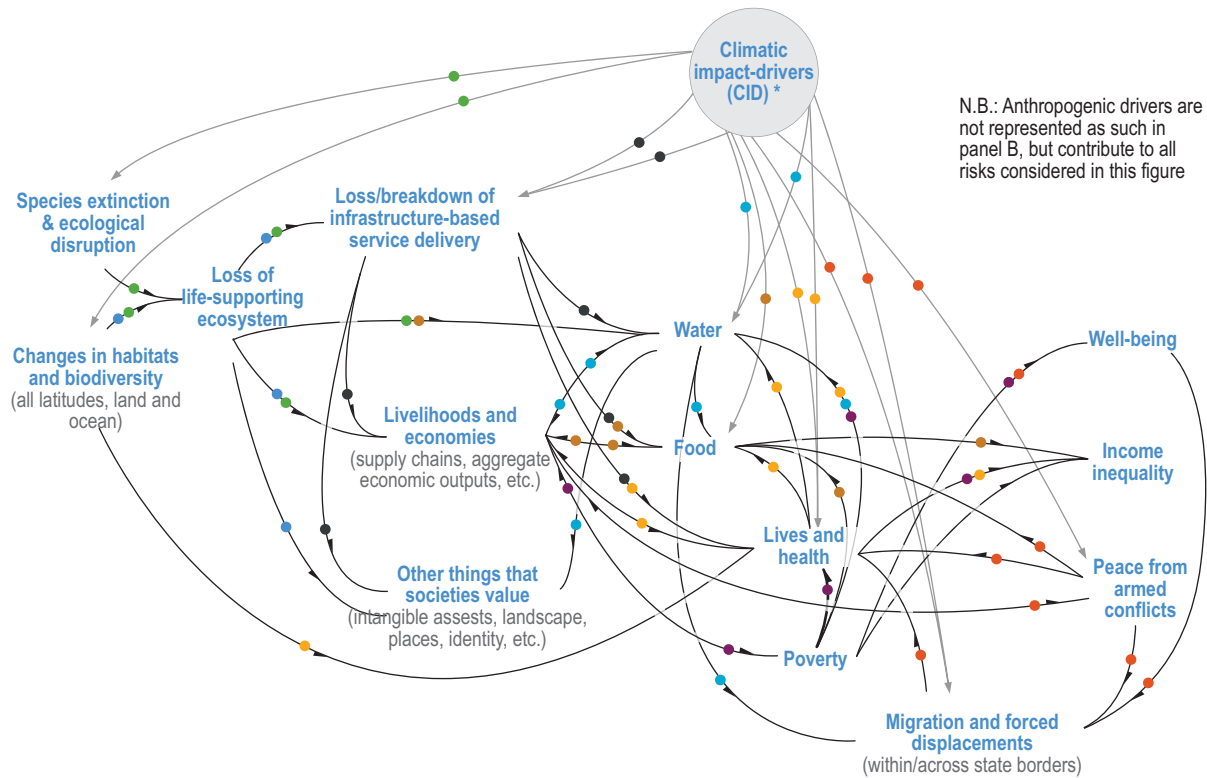 Climatic
impact-drivers
(CID) *
N.B.: Anthropogenic drivers are
not represented as such in
panel B, but contribute to all
risks considered in this figure
Species extinction
& ecological
disruption
Loss/breakdown of
infrastructure-based
service delivery
Loss of
life-supporting
ecosystem
Water
Well-being
Changes in habitats
and biodiversity
(all latitudes, land and
ocean)
Livelihoods and
economies
(supply chains, aggregate
economic outputs, etc.)
Food
Income
inequality
Lives and
health
Other things that
societies value
(intangible assests, landscape,
places, identity, etc.)
Peace from
armed
conflicts
Poverty
Migration and forced
displacements
(within/across state borders)